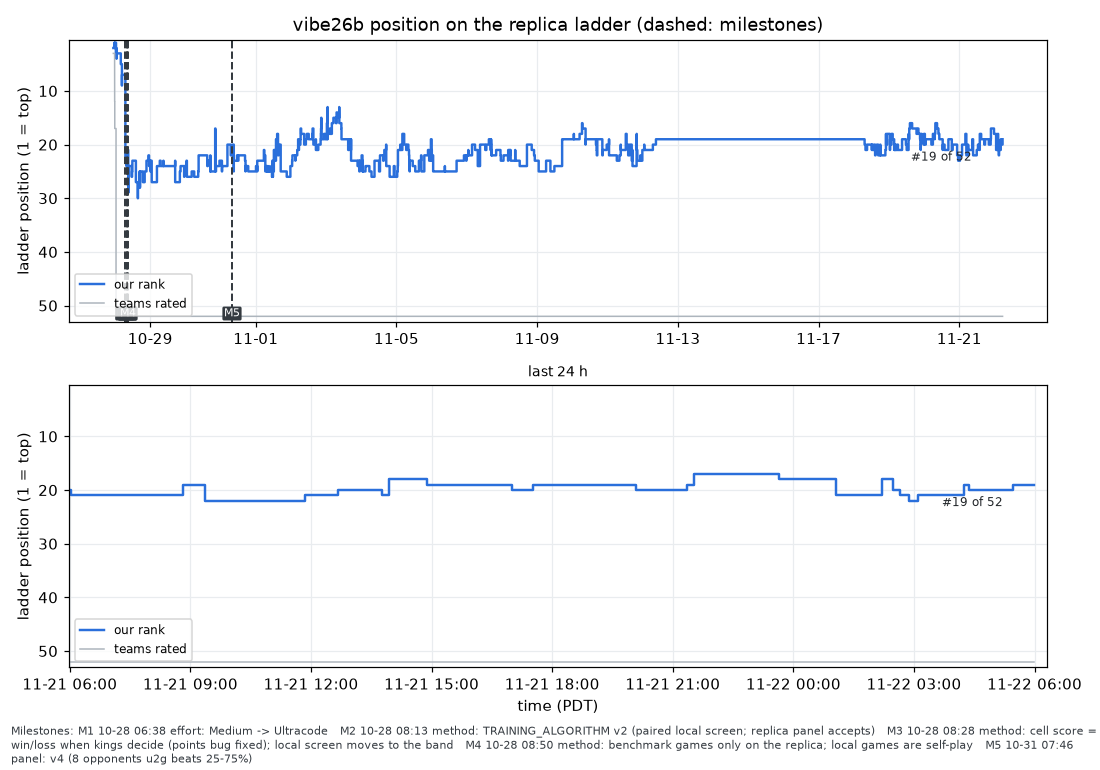 vibe26b position on the replica ladder (dashed: milestones)
ladder position (1 = top)
10
20
30
40
50
#19 of 52
our rank
teams rated
M4
M5
10-29
11-01
11-05
11-09
11-13
11-17
11-21
last 24 h
ladder position (1 = top)
10
20
30
40
50
#19 of 52
our rank
teams rated
11-21 06:00
11-21 09:00
11-21 12:00
11-21 15:00
11-21 18:00
11-21 21:00
11-22 00:00
11-22 03:00
11-22 06:00
time (PDT)
Milestones: M1 10-28 06:38 effort: Medium -> Ultracode M2 10-28 08:13 method: TRAINING_ALGORITHM v2 (paired local screen; replica panel accepts) M3 10-28 08:28 method: cell score =
win/loss when kings decide (points bug fixed); local screen moves to the band M4 10-28 08:50 method: benchmark games only on the replica; local games are self-play M5 10-31 07:46
panel: v4 (8 opponents u2g beats 25-75%)